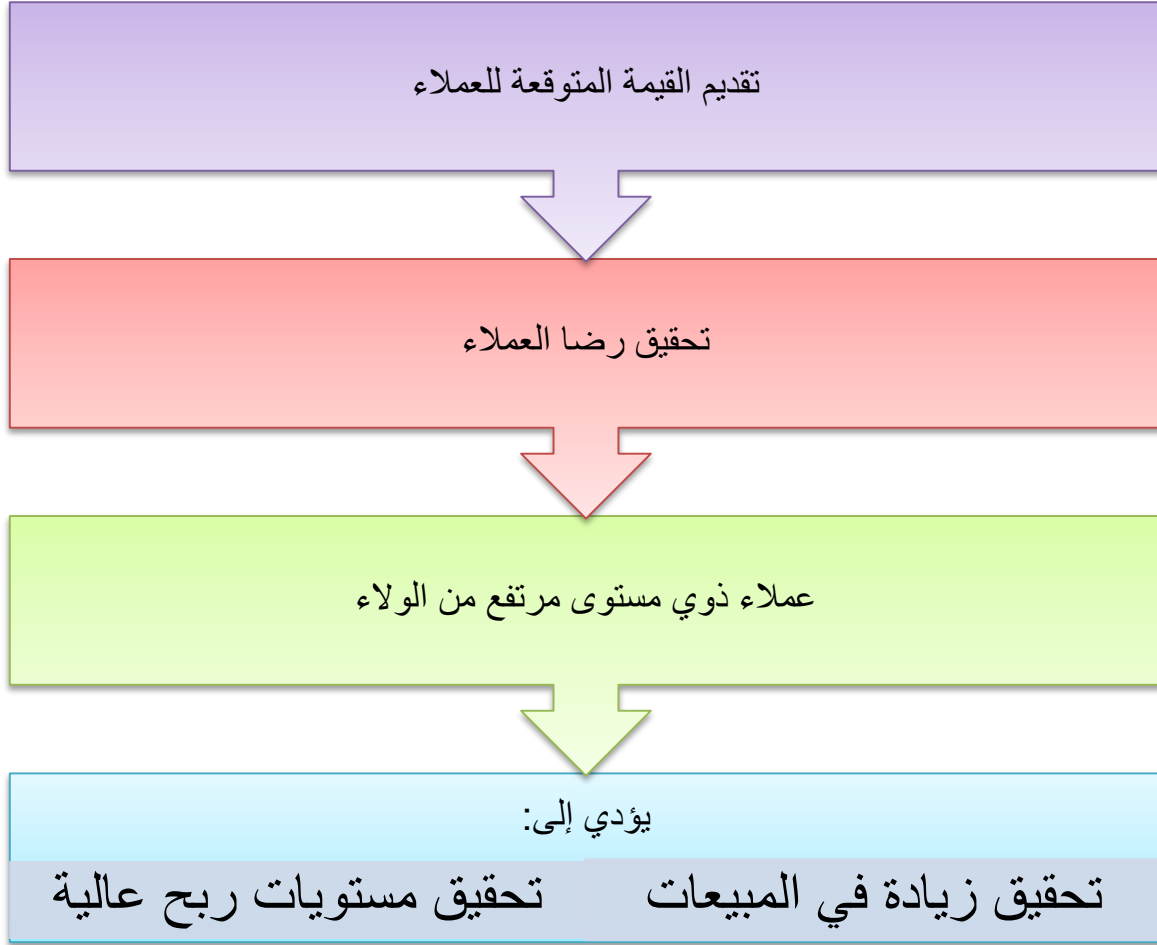 تقديم القيمة المتوقعة للعملاء
تحقيق رضا العملاء
عملاء ذوي مستوى مرتفع من الولاء
يؤدي إلى:
تحقيق زيادة في المبيعات
تحقيق مستويات ربح عالية